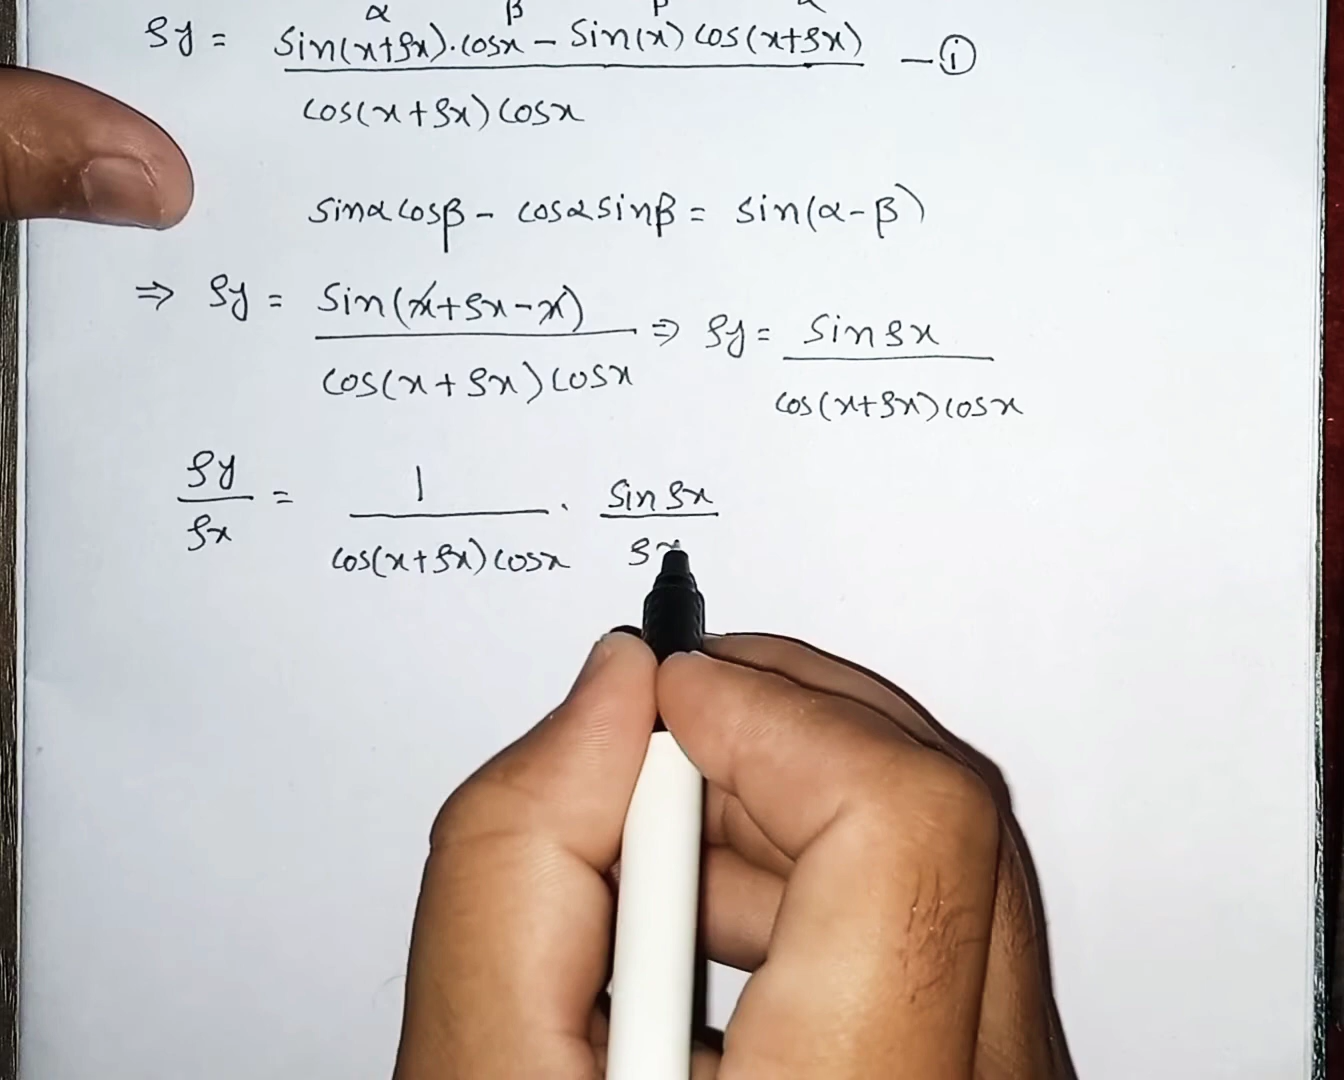 α β β α
δy = sin(x+δx).cosx − sin(x) cos(x+δx) / cos(x+δx) cosx — ①
sinα cosβ − cosα sinβ = sin(α−β)
⇒ δy = sin(x+δx−x) / cos(x+δx) cosx ⇒ δy = sin δx / cos(x+δx) cosx
δy/δx = 1 / cos(x+δx) cosx . sin δx / δx